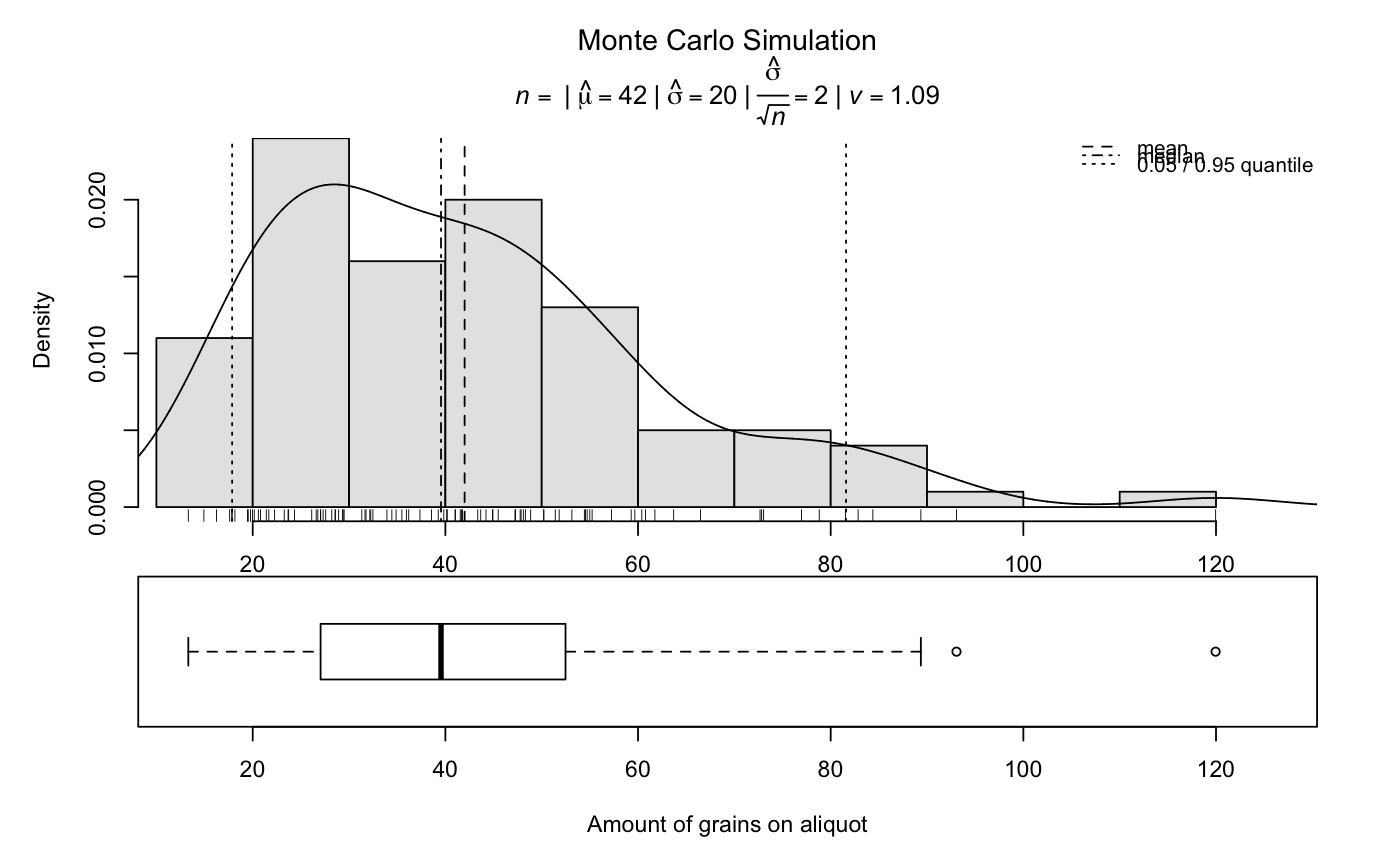 Monte Carlo Simulation
n = | μ̂ = 42 | σ̂ = 20 | σ̂/√n = 2 | v = 1.09
mean
median
0.05 / 0.95 quantile
Density
0.020
0.010
0.000
20 40 60 80 100 120
20 40 60 80 100 120
Amount of grains on aliquot